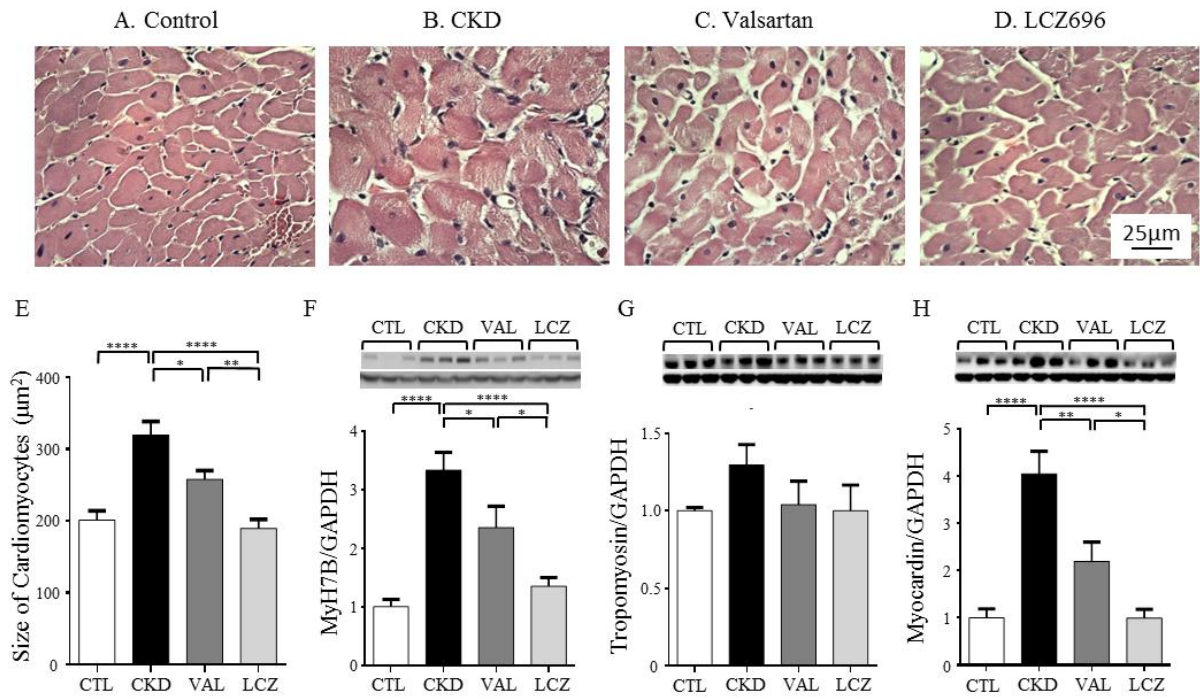 A. Control
B. CKD
C. Valsartan
D. LCZ696
25µm
E
Size of Cardiomyocytes (µm²)
400
300
200
100
0
****
****
*
**
CTL
CKD
VAL
LCZ
F
CTL
CKD
VAL
LCZ
****
****
*
*
MyH7B/GAPDH
4
3
2
1
0
CTL
CKD
VAL
LCZ
G
CTL
CKD
VAL
LCZ
-
Tropomyosin/GAPDH
1.5
1.0
0.5
0.0
CTL
CKD
VAL
LCZ
H
CTL
CKD
VAL
LCZ
****
****
**
*
Myocardin/GAPDH
5
4
3
2
1
0
CTL
CKD
VAL
LCZ